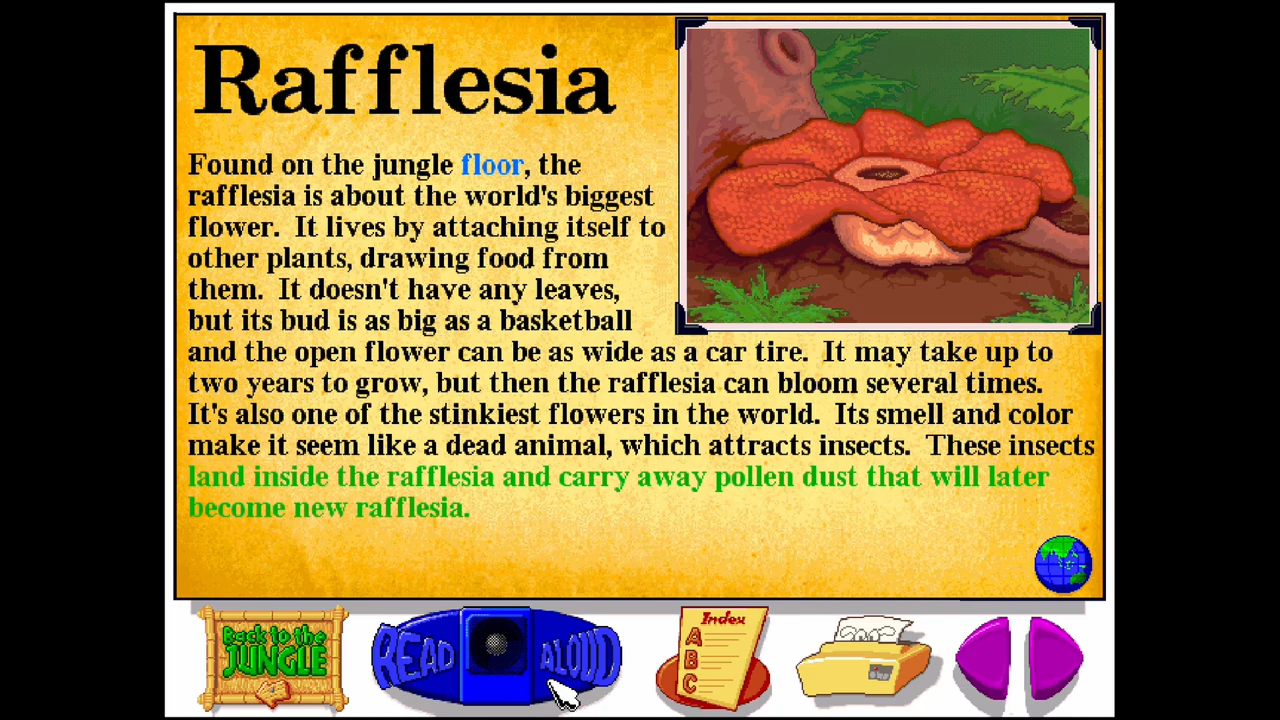 Rafflesia
Found on the jungle floor, the
rafflesia is about the world's biggest
flower.  It lives by attaching itself to
other plants, drawing food from
them.  It doesn't have any leaves,
but its bud is as big as a basketball
and the open flower can be as wide as a car tire.  It may take up to
two years to grow, but then the rafflesia can bloom several times.
It's also one of the stinkiest flowers in the world.  Its smell and color
make it seem like a dead animal, which attracts insects.  These insects
land inside the rafflesia and carry away pollen dust that will later
become new rafflesia.
Back to the
JUNGLE
READ ALOUD
Index
A
B
C